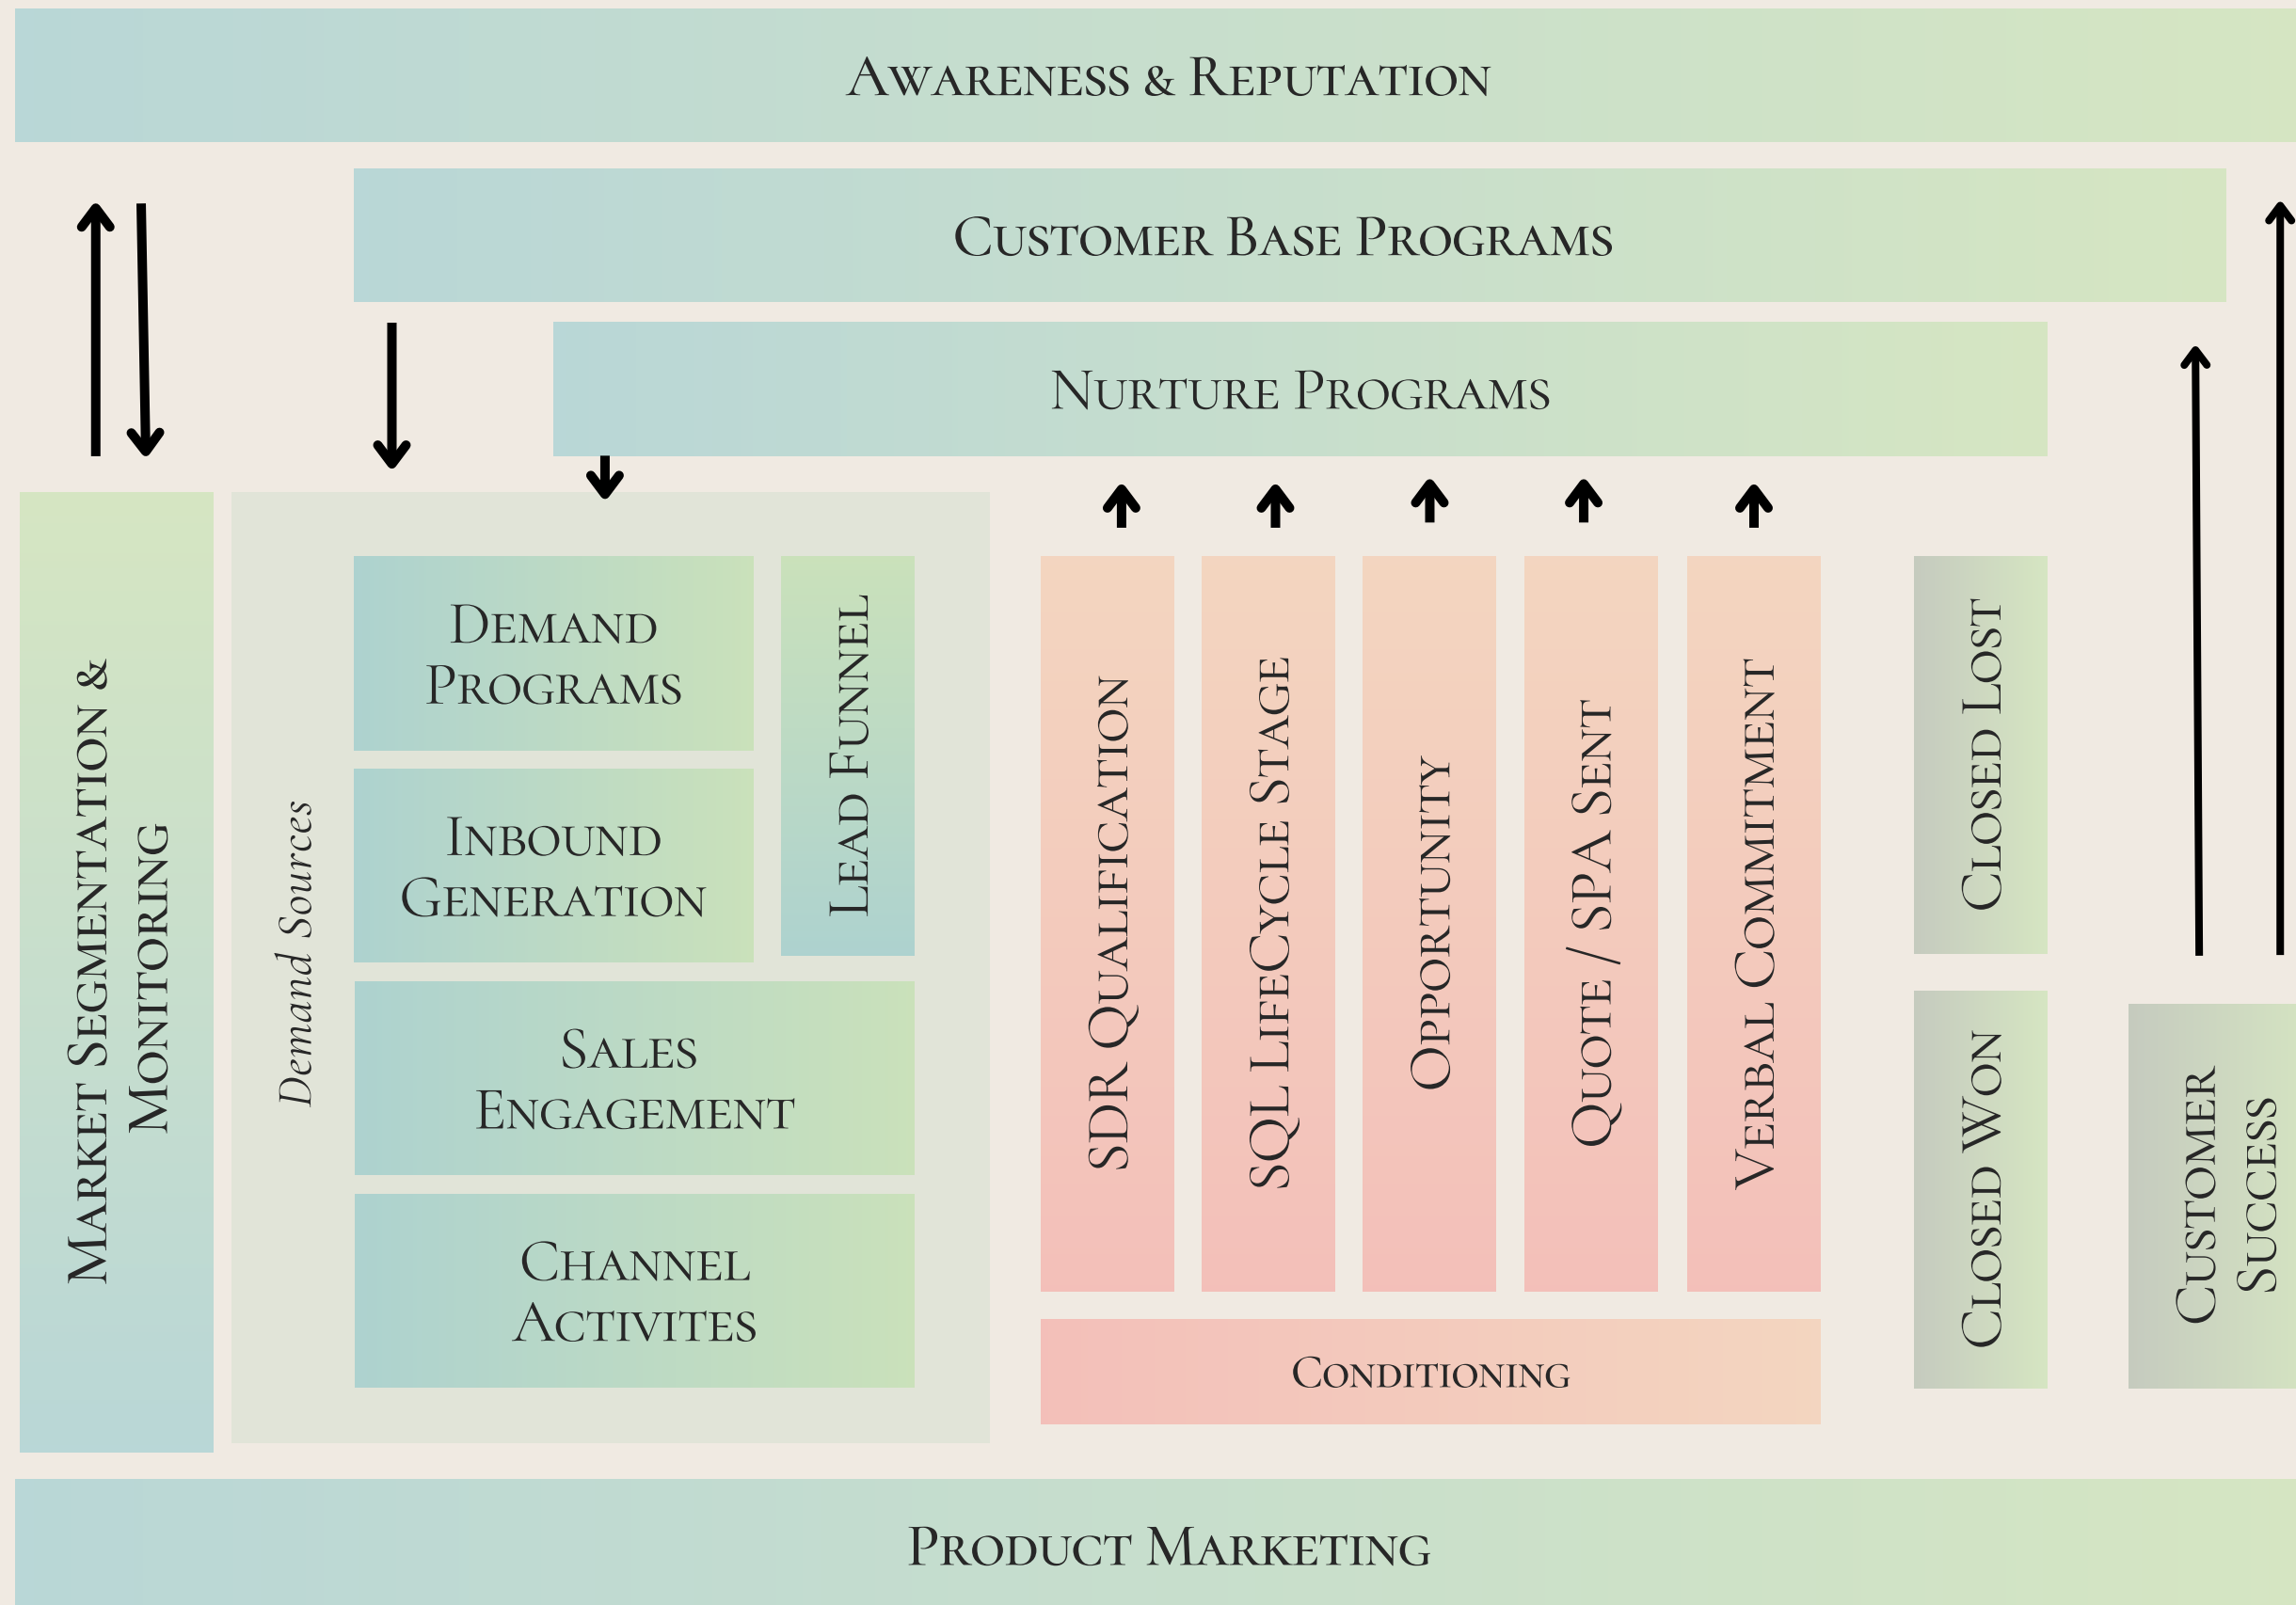 Awareness & Reputation
Customer Base Programs
Nurture Programs
Market Segmentation &
Monitoring
Demand Sources
Demand
Programs
Inbound
Generation
Lead Funnel
Sales
Engagement
Channel
Activites
SDR Qualification
SQL LifeCycle Stage
Opportunity
Quote / SPA Sent
Verbal Commitment
Conditioning
Closed Lost
Closed Won
Customer
Success
Product Marketing